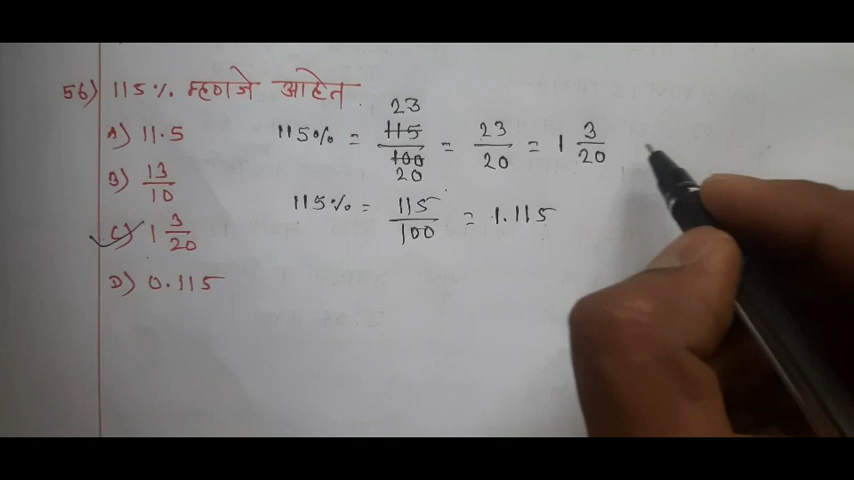 56) 115% म्हणजे आहेत.
A) 11.5
B) 13/10
C) 1 3/20
D) 0.115
23
115% = 115/100 = 23/20 = 1 3/20
20
115% = 115/100 = 1.115